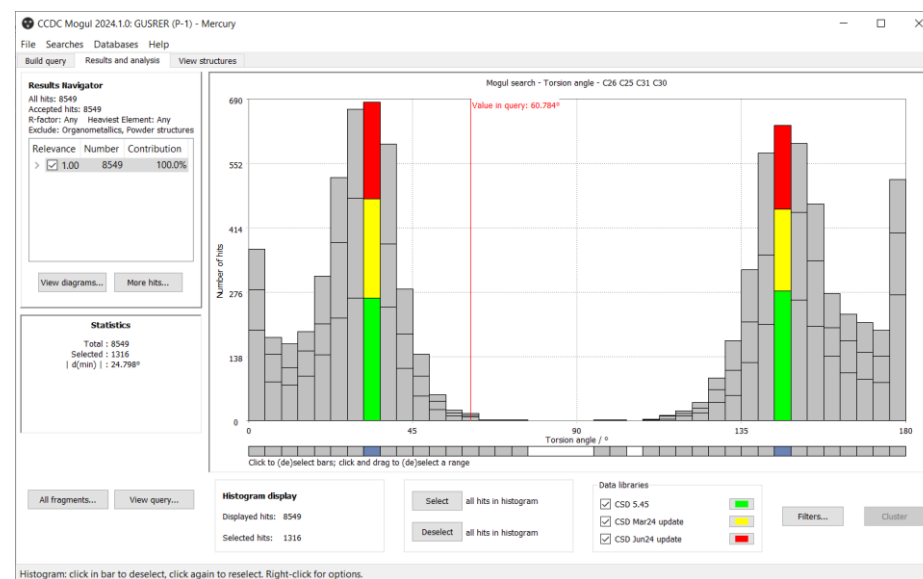 CCDC Mogul 2024.1.0: GUSRER (P-1) - Mercury
File Searches Databases Help
Build query Results and analysis View structures
Results Navigator
All hits: 8549
Accepted hits: 8549
R-factor: Any Heaviest Element: Any
Exclude: Organometallics, Powder structures
Relevance Number Contribution
1.00 8549 100.0%
View diagrams... More hits...
Statistics
Total : 8549
Selected : 1316
| d(min) | : 24.798°
Mogul search - Torsion angle - C26 C25 C31 C30
Value in query: 60.784°
690
552
414
276
138
0
Number of hits
0 45 90 135 180
Torsion angle / °
Click to (de)select bars; click and drag to (de)select a range
All fragments... View query...
Histogram display
Displayed hits: 8549
Selected hits: 1316
Select all hits in histogram
Deselect all hits in histogram
Data libraries
CSD 5.45
CSD Mar24 update
CSD Jun24 update
Filters... Cluster
Histogram: click in bar to deselect, click again to reselect. Right-click for options.